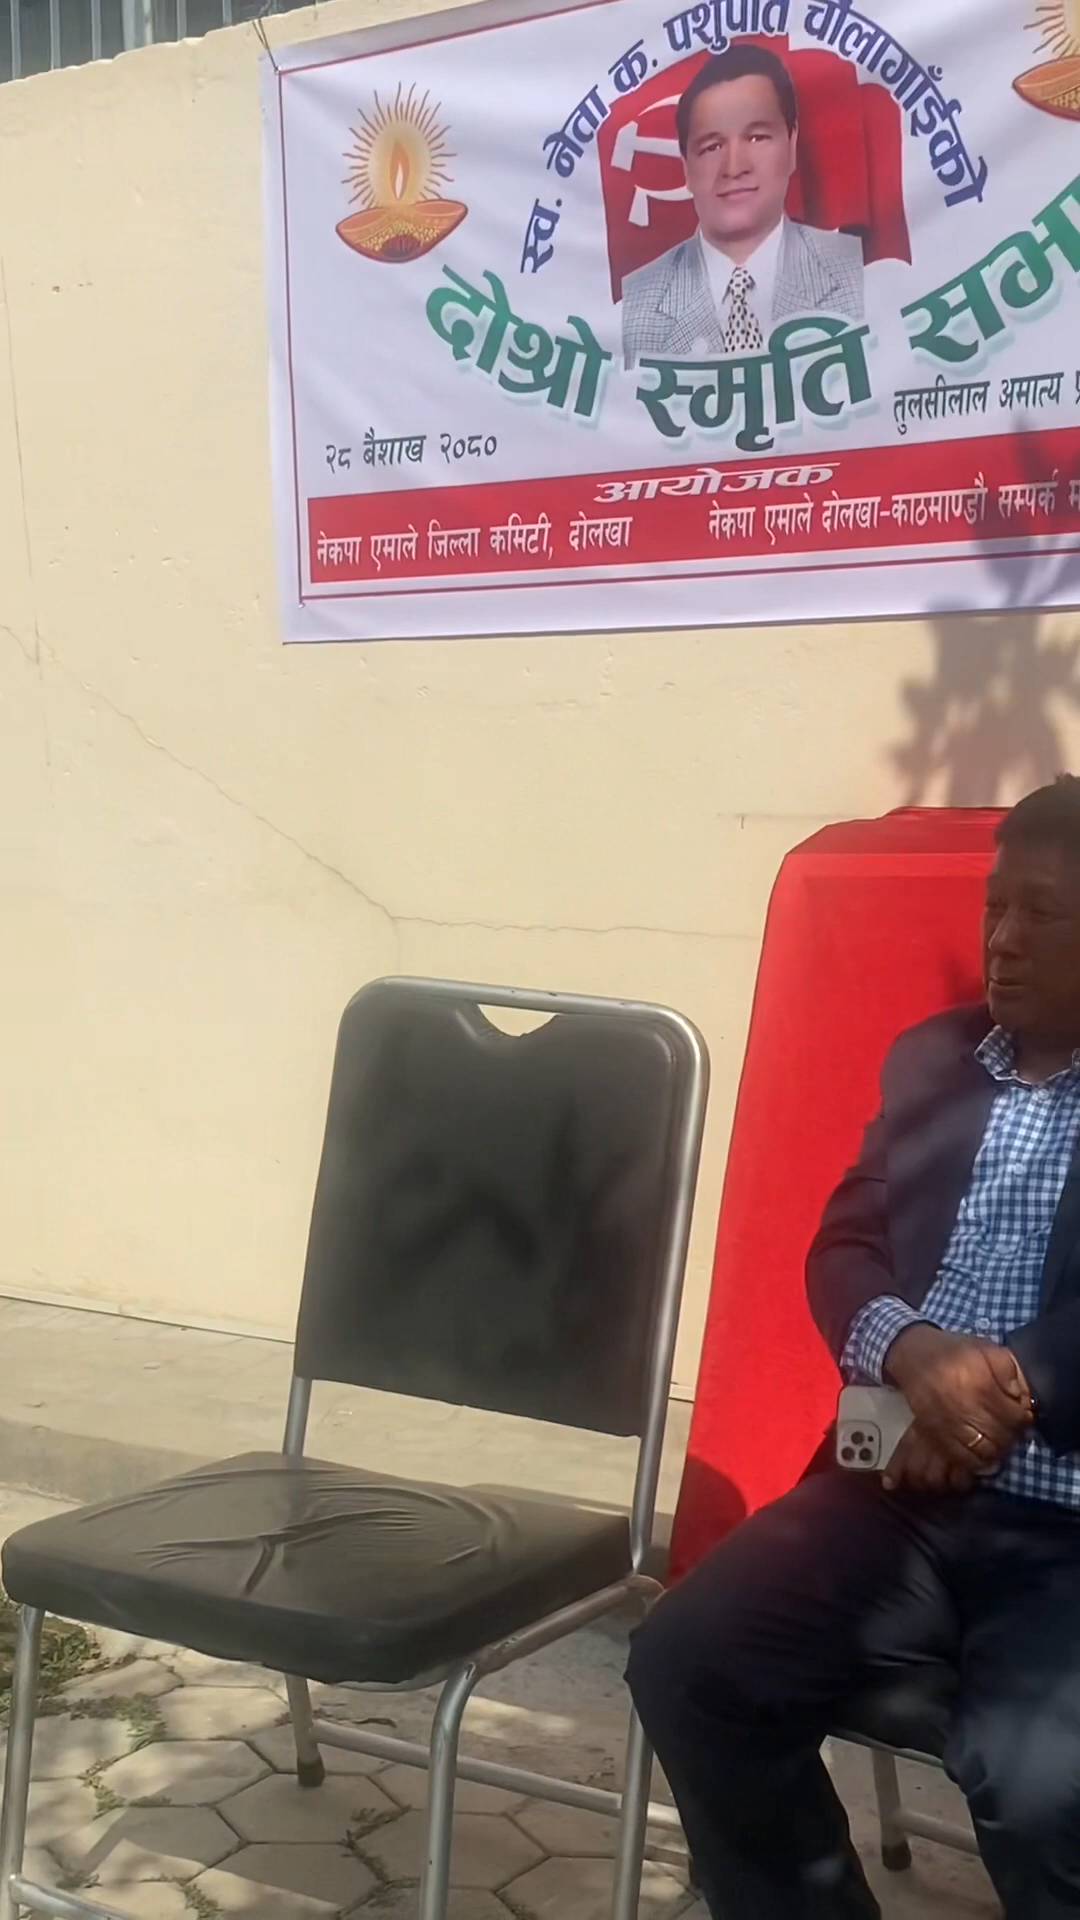 स्व. नेता क. पशुपति चौलागाँईको
दोश्रो स्मृति सभा
तुलसीलाल अमात्य
२८ बैशाख २०८०
आयोजक
नेकपा एमाले जिल्ला कमिटी, दोलखा
नेकपा एमाले दोलखा-काठमाण्डौ सम्पर्क